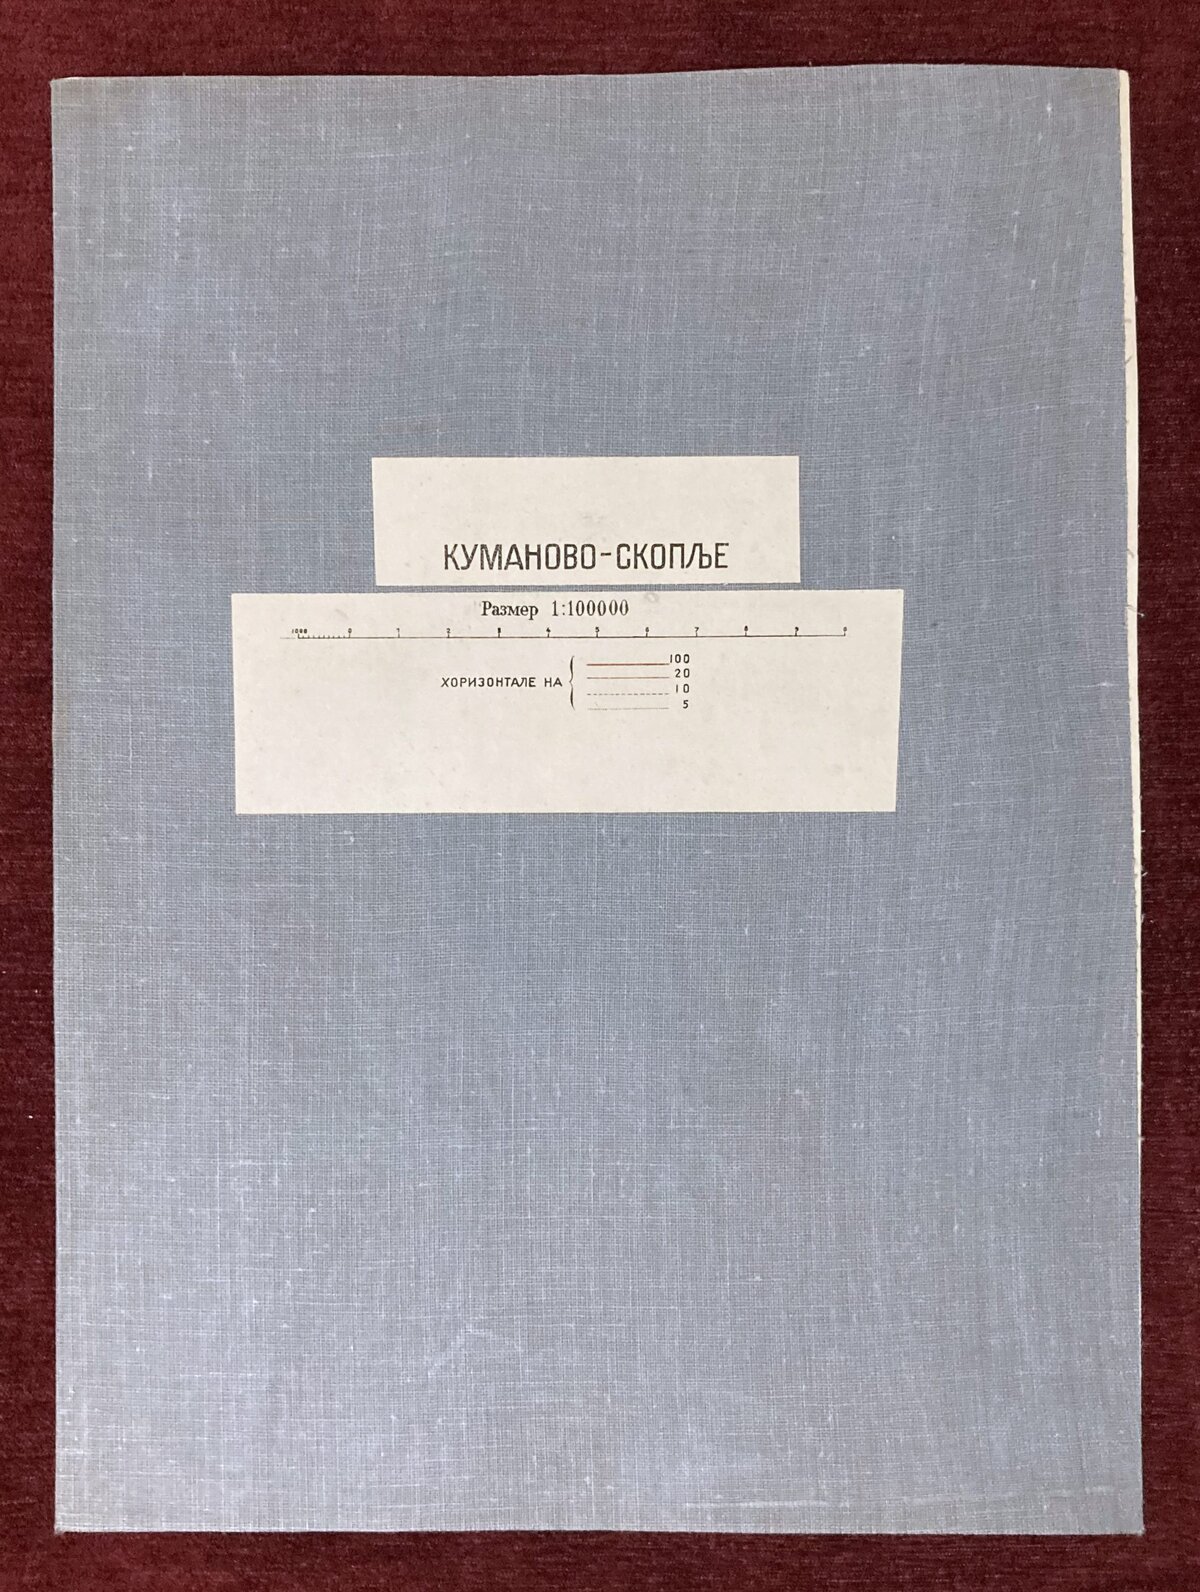 КУМАНОВО-СКОПЉЕ
Размер 1:100000
1000 0 1 2 3 4 5 6 7 8 9 0
ХОРИЗОНТАЛЕ НА
100
20
10
5